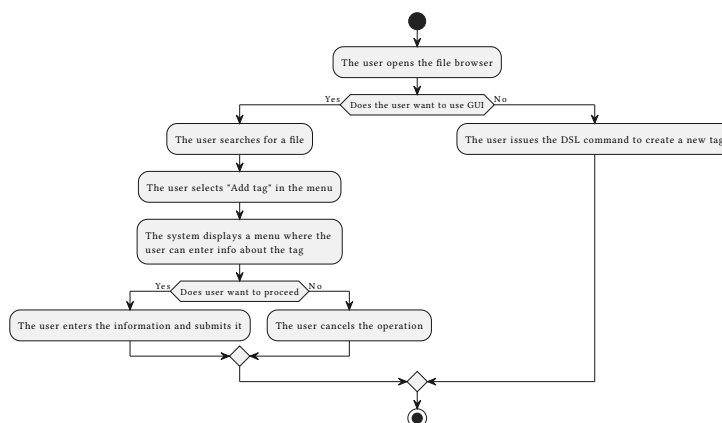 The user opens the file browser
Yes
Does the user want to use GUI
No
The user searches for a file
The user issues the DSL command to create a new tag
The user selects "Add tag" in the menu
The system displays a menu where the
user can enter info about the tag
Yes
Does user want to proceed
No
The user enters the information and submits it
The user cancels the operation